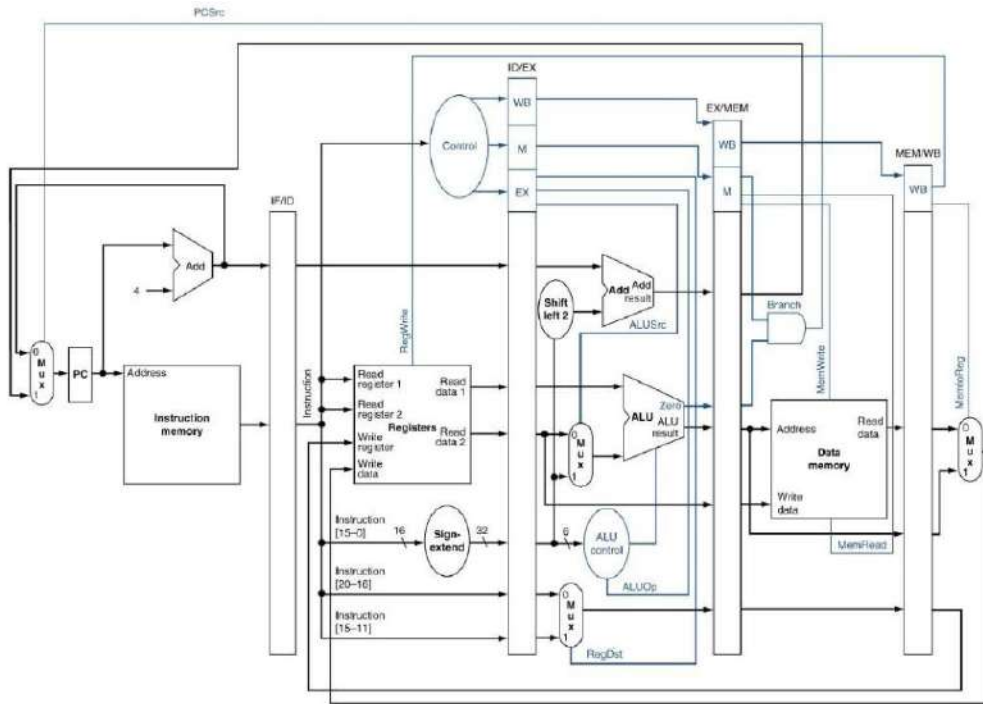 PCSrc
ID/EX
WB
EX/MEM
Control
M
WB
MEM/WB
EX
M
WB
IF/ID
Add
4
Shift
left 2
Add
Add
result
ALUSrc
Branch
RegWrite
0
M
u
x
1
PC
Address
Instruction
memory
Instruction
Read
register 1
Read
data 1
Read
register 2
Registers
Read
data 2
Write
register
Write
data
0
M
u
x
1
Zero
ALU
ALU
result
MemWrite
Address
Read
data
Data
memory
Write
data
MemtoReg
0
M
u
x
1
Instruction
[15–0]
16
Sign-
extend
32
6
ALU
control
MemRead
Instruction
[20–16]
ALUOp
Instruction
[15–11]
0
M
u
x
1
RegDst